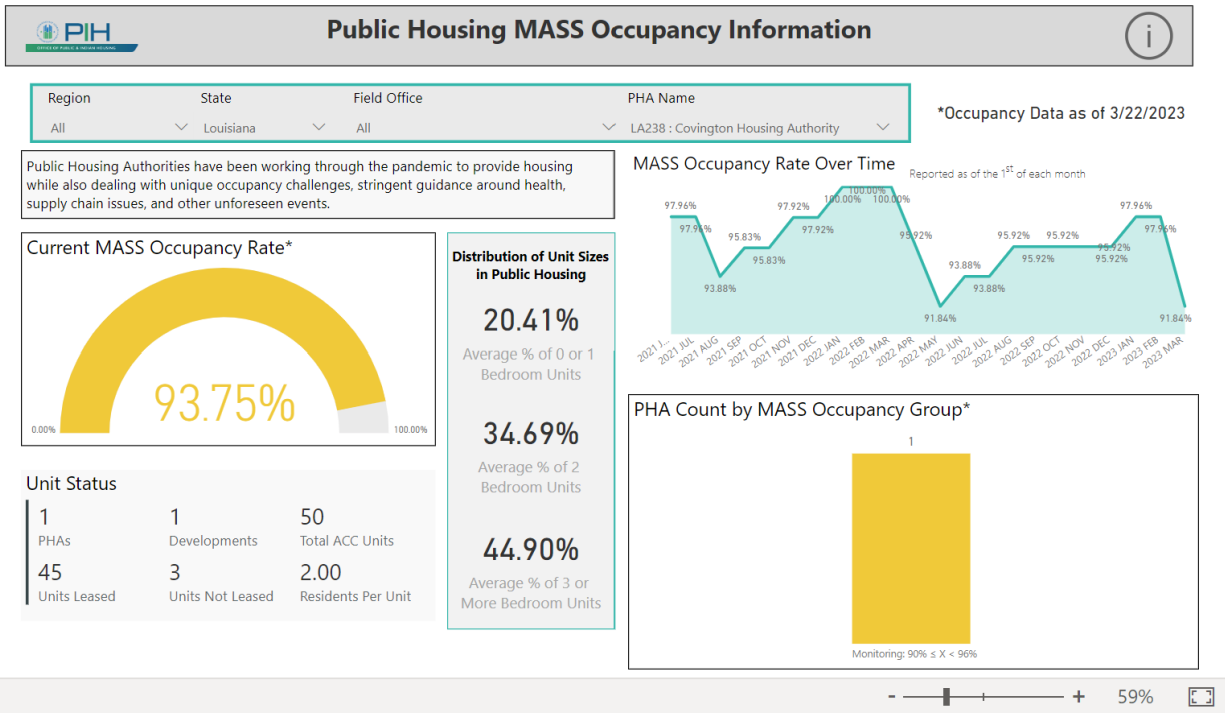 PIH
OFFICE OF PUBLIC & INDIAN HOUSING
Public Housing MASS Occupancy Information
i
Region
State
Field Office
PHA Name
All
Louisiana
All
LA238 : Covington Housing Authority
*Occupancy Data as of 3/22/2023
Public Housing Authorities have been working through the pandemic to provide housing
while also dealing with unique occupancy challenges, stringent guidance around health,
supply chain issues, and other unforeseen events.
MASS Occupancy Rate Over Time
Reported as of the 1st of each month
97.96%
97.96%
93.88%
95.83%
95.83%
97.92%
97.92%
100.00%
100.00%
100.00%
95.92%
91.84%
93.88%
93.88%
95.92%
95.92%
95.92%
95.92%
95.92%
97.96%
97.96%
91.84%
2021 J...
2021 JUL
2021 AUG
2021 SEP
2021 OCT
2021 NOV
2021 DEC
2022 JAN
2022 FEB
2022 MAR
2022 APR
2022 MAY
2022 JUN
2022 JUL
2022 AUG
2022 SEP
2022 OCT
2022 NOV
2022 DEC
2023 JAN
2023 FEB
2023 MAR
Current MASS Occupancy Rate*
93.75%
0.00%
100.00%
Distribution of Unit Sizes
in Public Housing
20.41%
Average % of 0 or 1
Bedroom Units
34.69%
Average % of 2
Bedroom Units
44.90%
Average % of 3 or
More Bedroom Units
Unit Status
1
PHAs
1
Developments
50
Total ACC Units
45
Units Leased
3
Units Not Leased
2.00
Residents Per Unit
PHA Count by MASS Occupancy Group*
1
Monitoring: 90% ≤ X < 96%
- + 59%